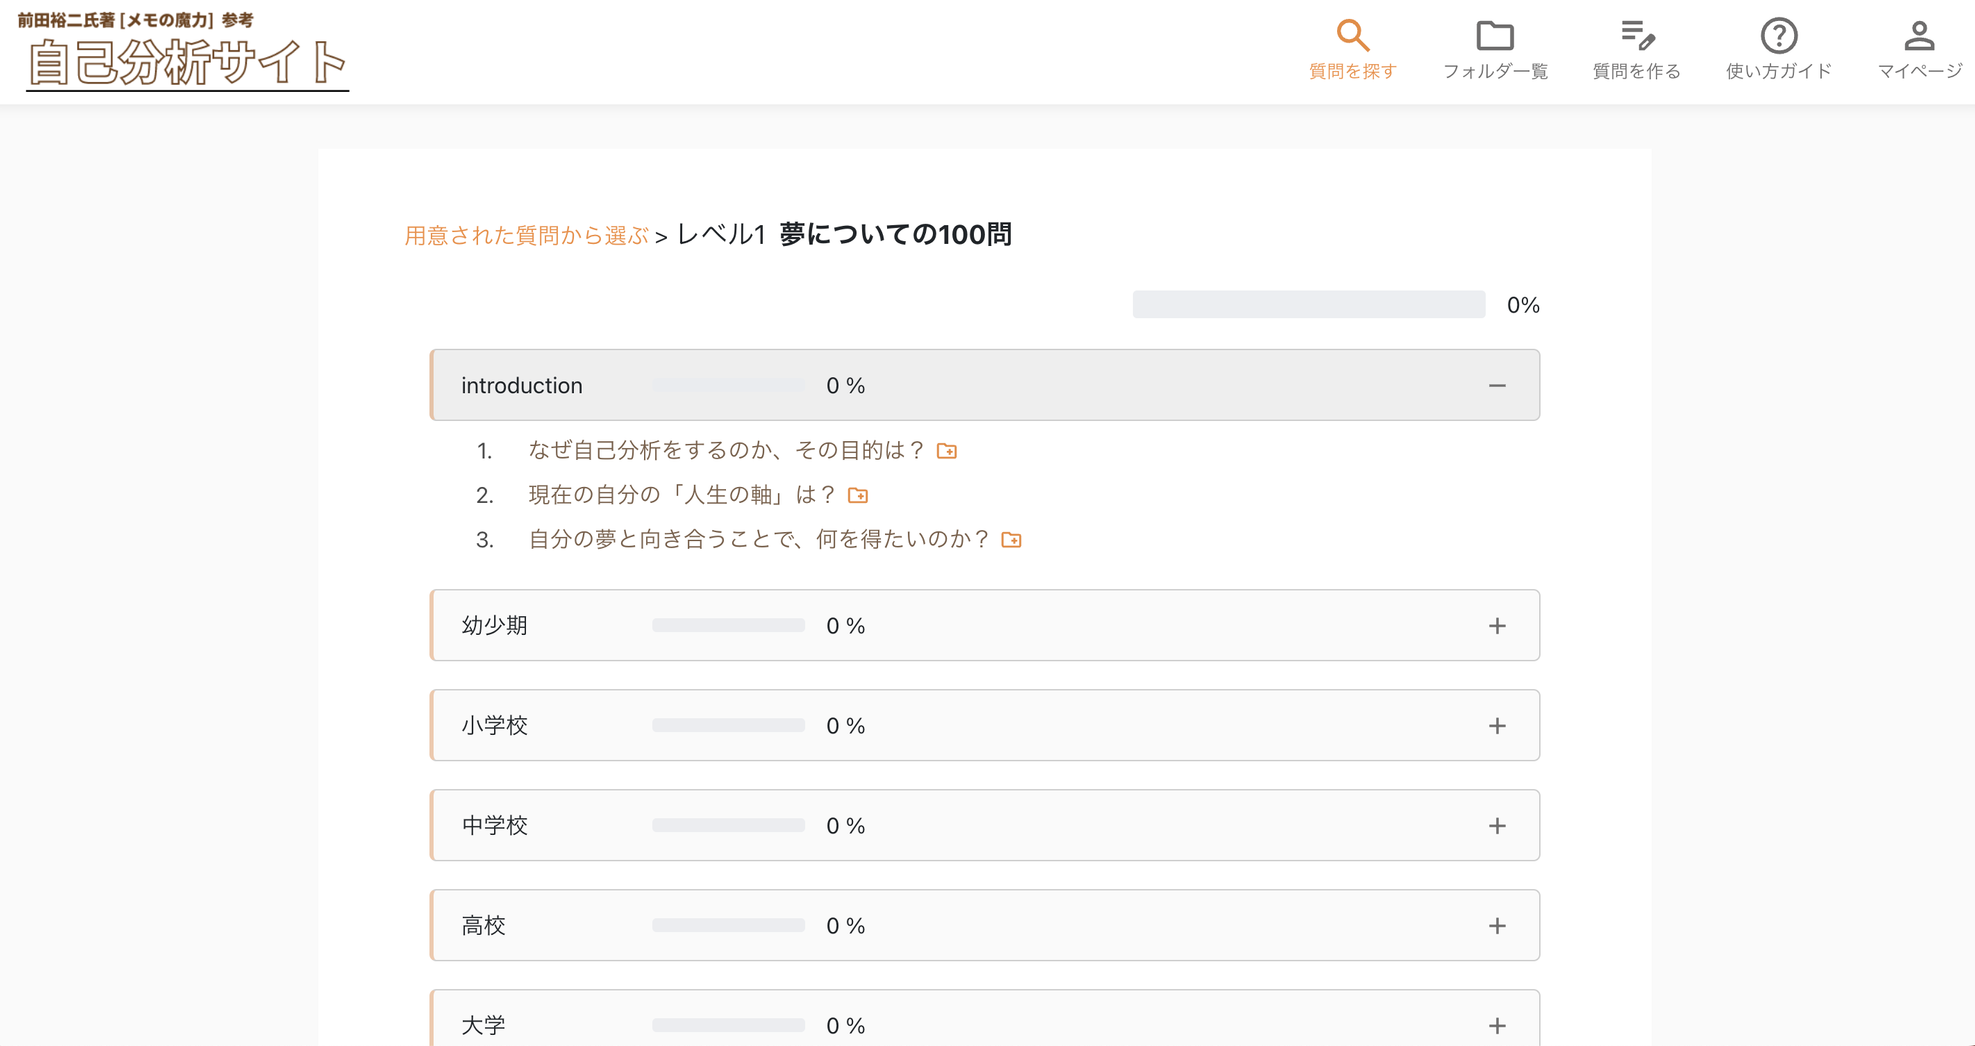 前田裕二氏著 [メモの魔力] 参考
自己分析サイト
質問を探す
フォルダ一覧
質問を作る
使い方ガイド
マイページ
用意された質問から選ぶ > レベル1 夢についての100問
0%
introduction 0 %
1. なぜ自己分析をするのか、その目的は？
2. 現在の自分の「人生の軸」は？
3. 自分の夢と向き合うことで、何を得たいのか？
幼少期 0 %
小学校 0 %
中学校 0 %
高校 0 %
大学 0 %